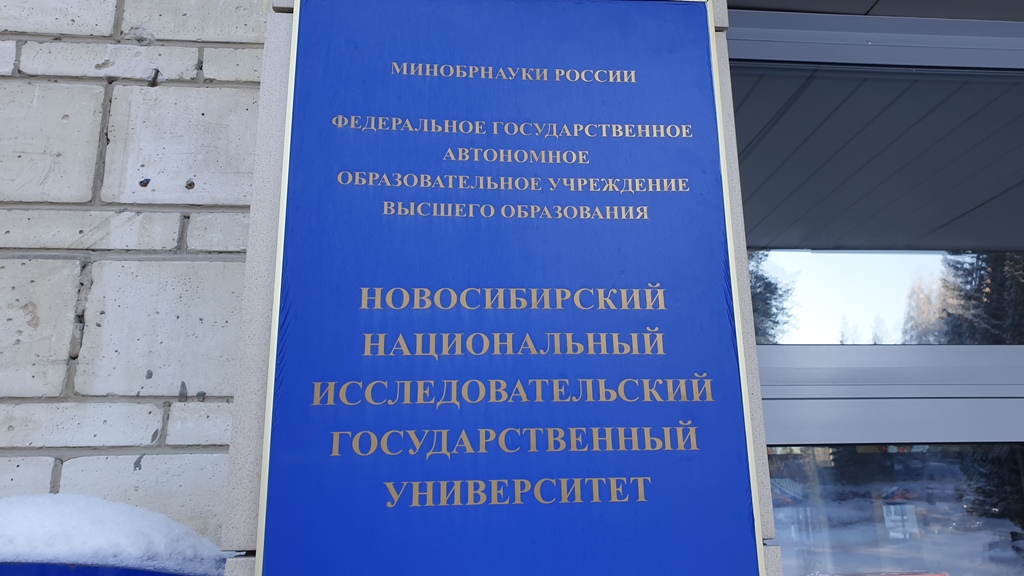 МИНОБРНАУКИ РОССИИ
ФЕДЕРАЛЬНОЕ ГОСУДАРСТВЕННОЕ
АВТОНОМНОЕ
ОБРАЗОВАТЕЛЬНОЕ УЧРЕЖДЕНИЕ
ВЫСШЕГО ОБРАЗОВАНИЯ
НОВОСИБИРСКИЙ
НАЦИОНАЛЬНЫЙ
ИССЛЕДОВАТЕЛЬСКИЙ
ГОСУДАРСТВЕННЫЙ
УНИВЕРСИТЕТ